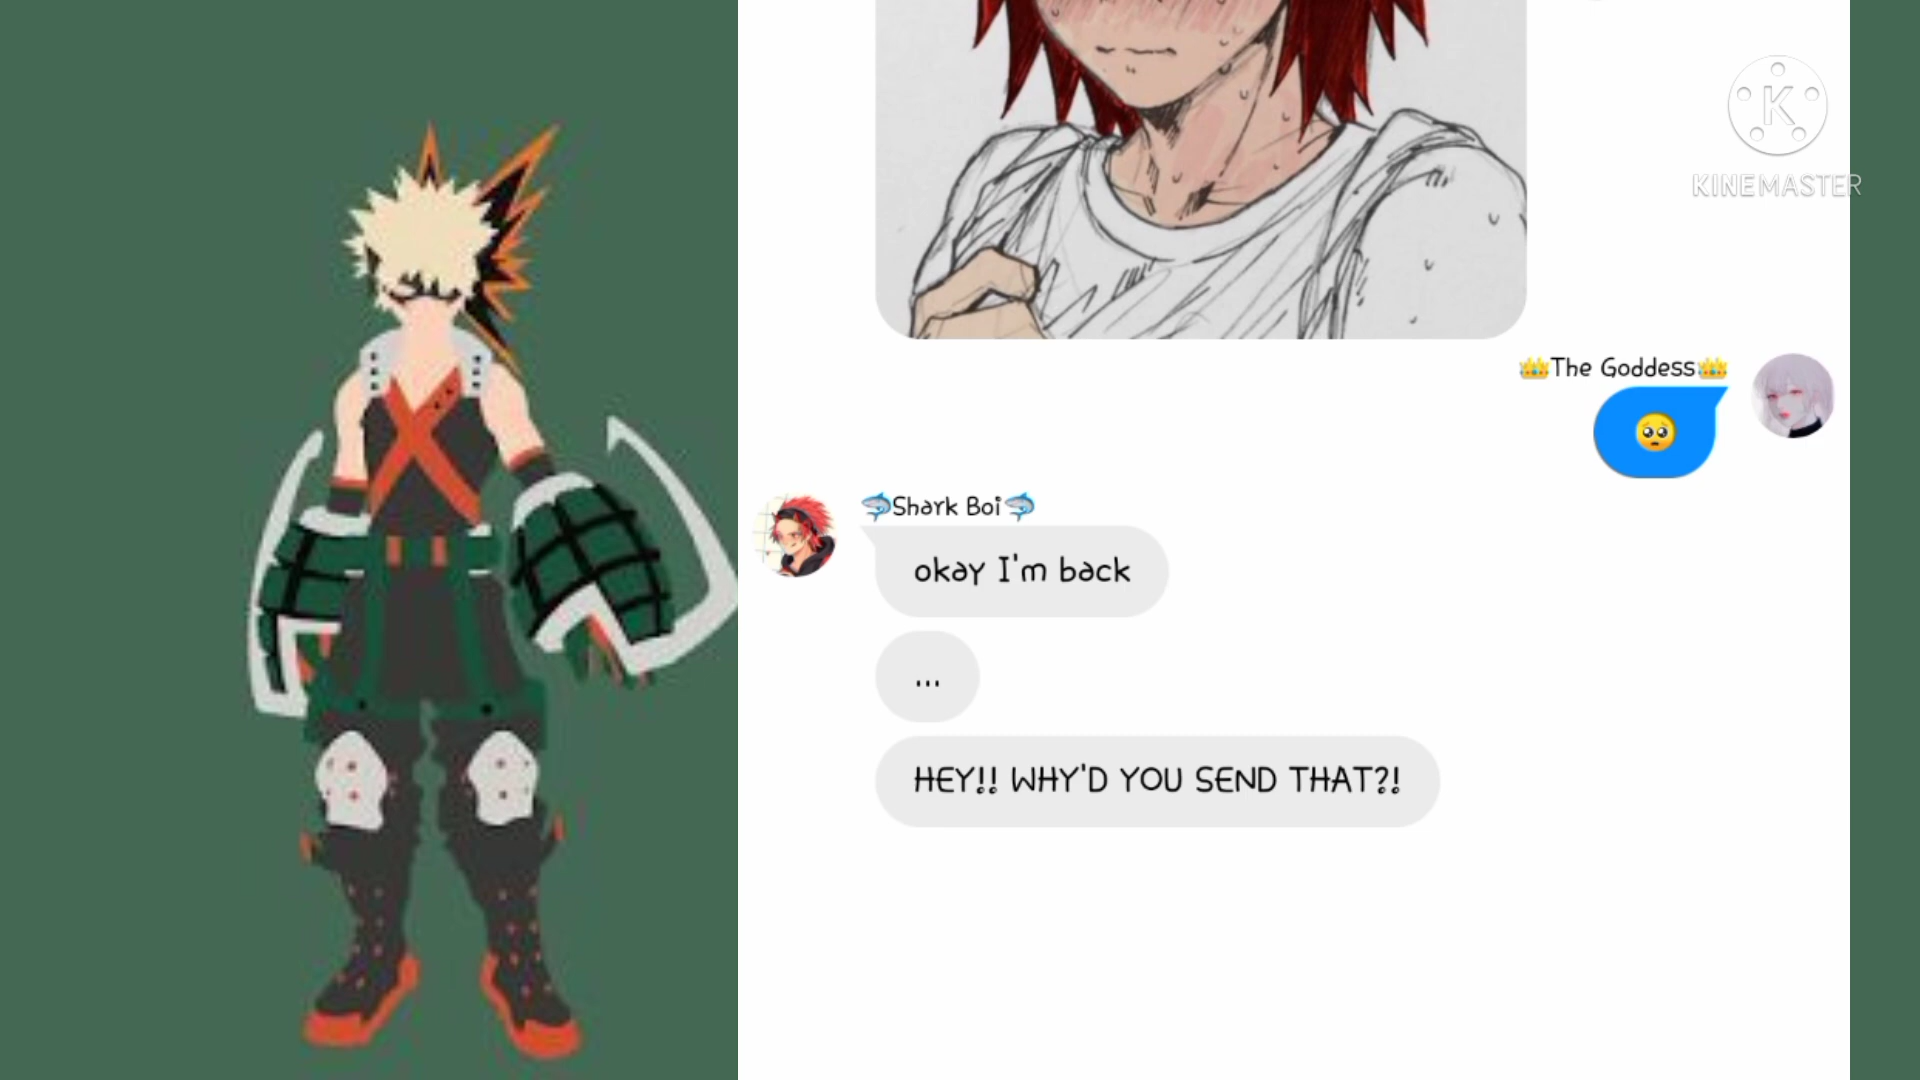 K
KINEMASTER
👑The Goddess👑
🥺
🦈Shark Boi🦈
okay I'm back
...
HEY!! WHY'D YOU SEND THAT?!